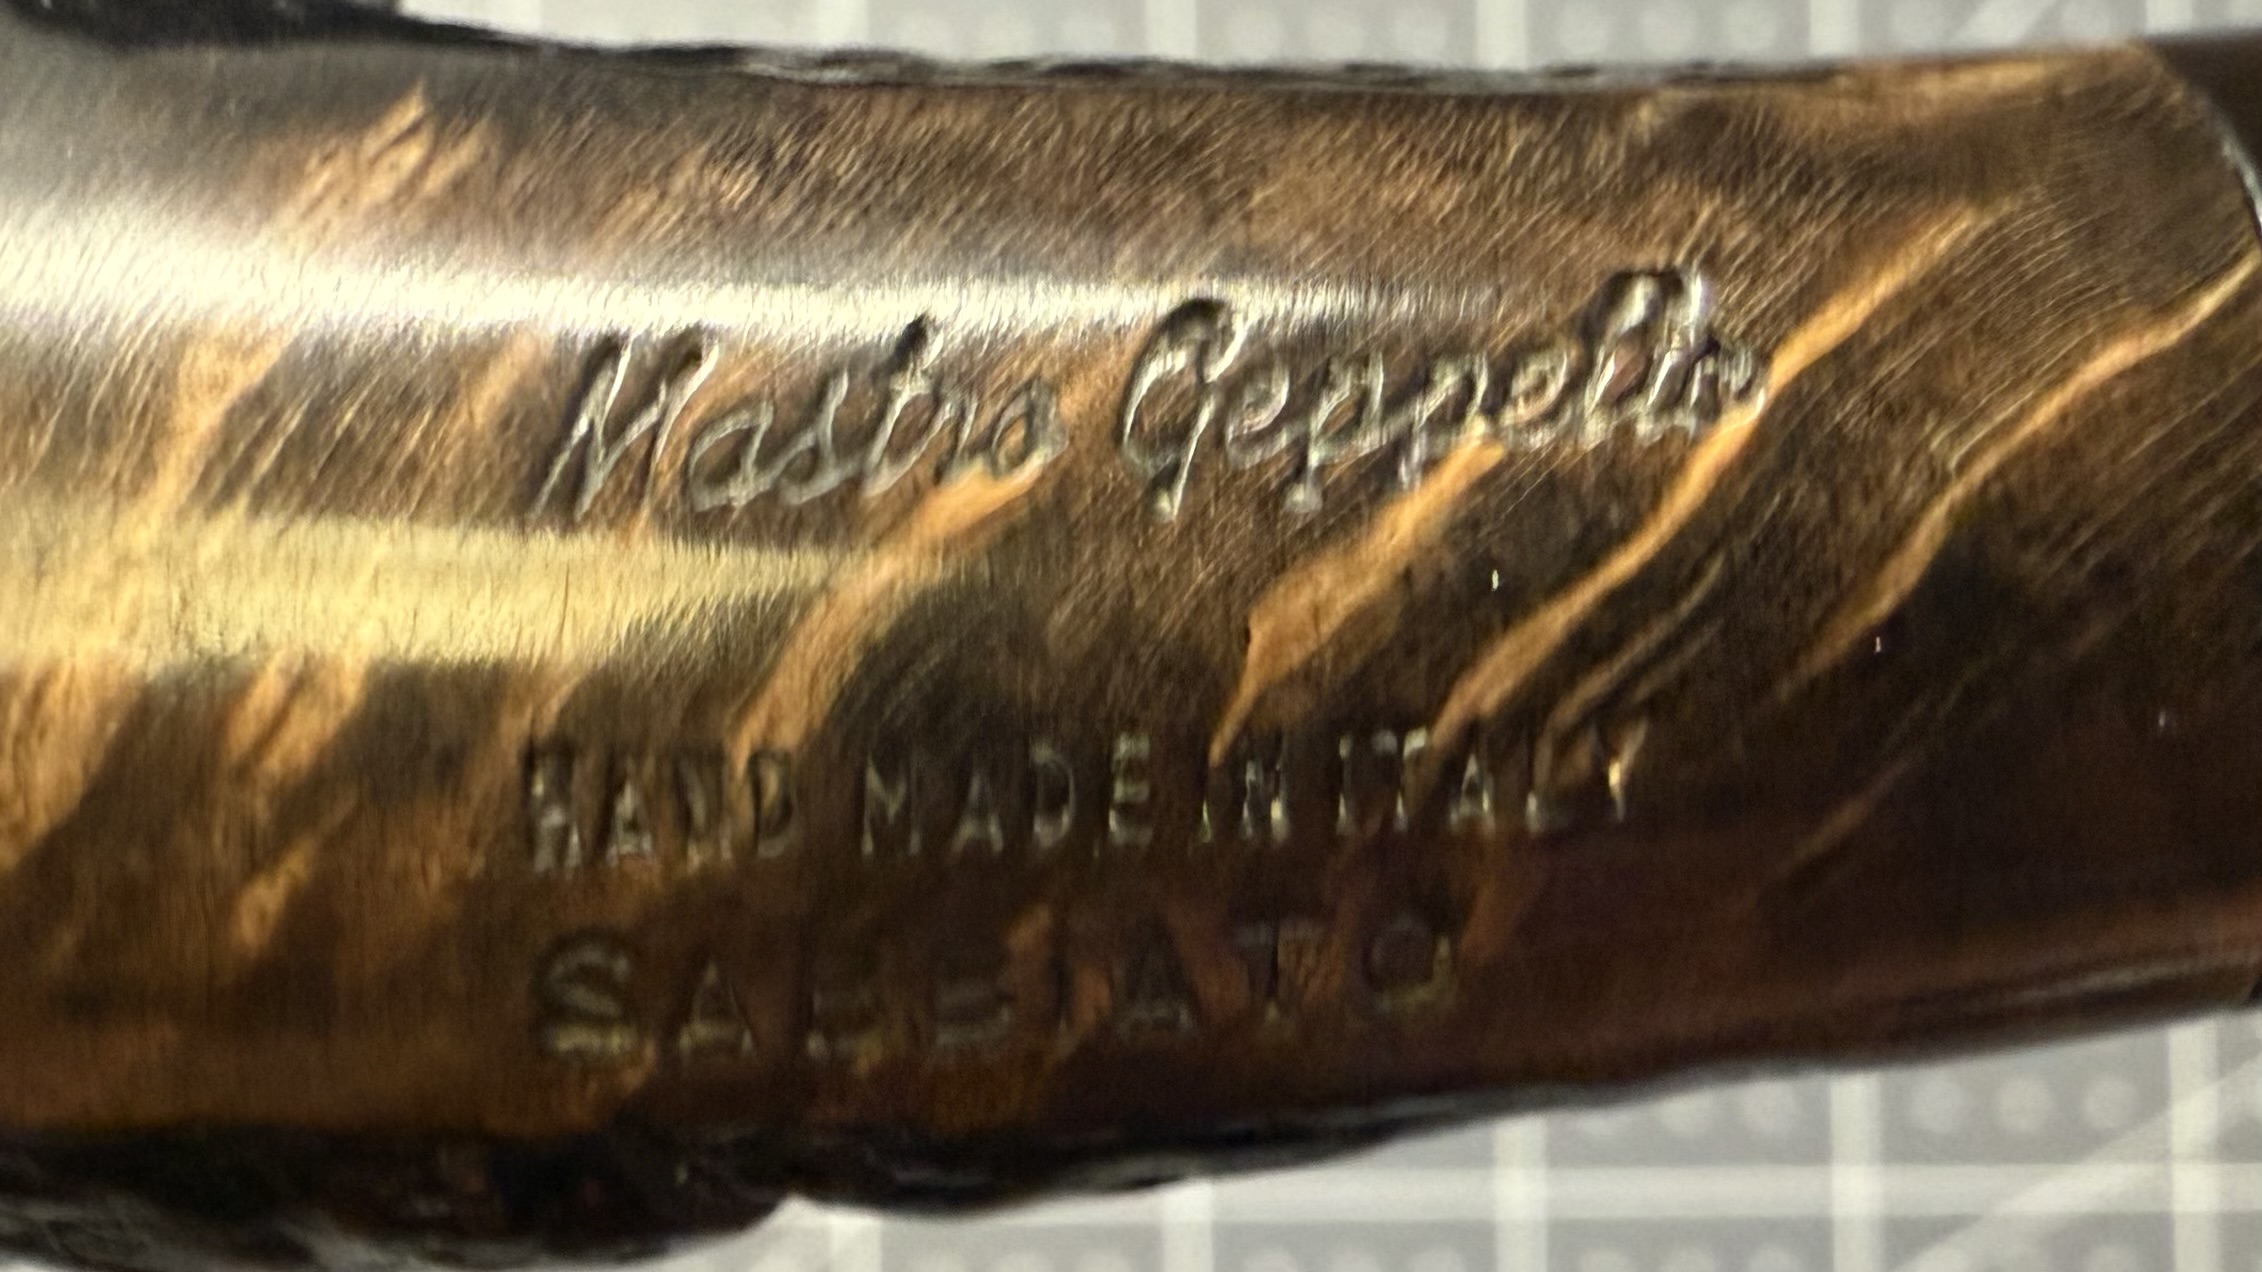 Mastro Geppetto
HAND MADE IN ITALY
SABBIATO